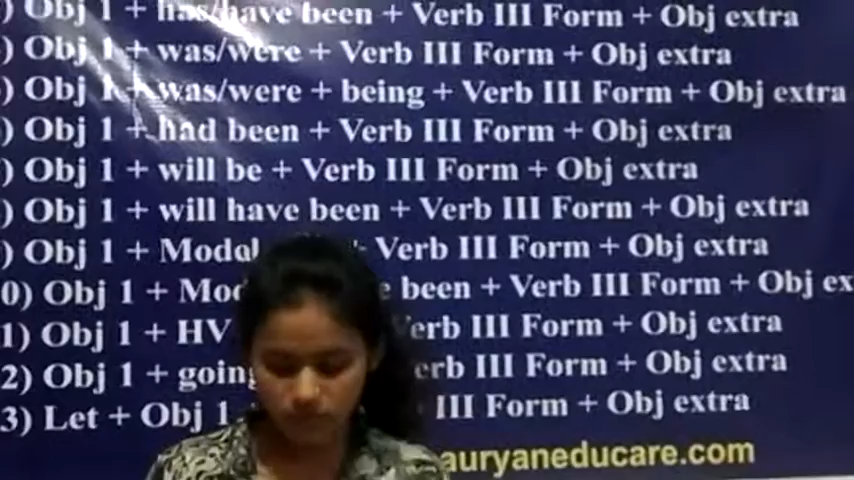 ) Obj 1 + has/have been + Verb III Form + Obj extra
) Obj 1 + was/were + Verb III Form + Obj extra
) Obj 1 + was/were + being + Verb III Form + Obj extra
) Obj 1 + had been + Verb III Form + Obj extra
) Obj 1 + will be + Verb III Form + Obj extra
) Obj 1 + will have been + Verb III Form + Obj extra
) Obj 1 + Modal + Verb III Form + Obj extra
0) Obj 1 + been + Verb III Form + Obj
1) Obj 1 + HV Verb III Form + Obj extra
2) Obj 1 + going Verb III Form + Obj extra
3) Let + Obj 1 III Form + Obj extra
auryaneducare.com